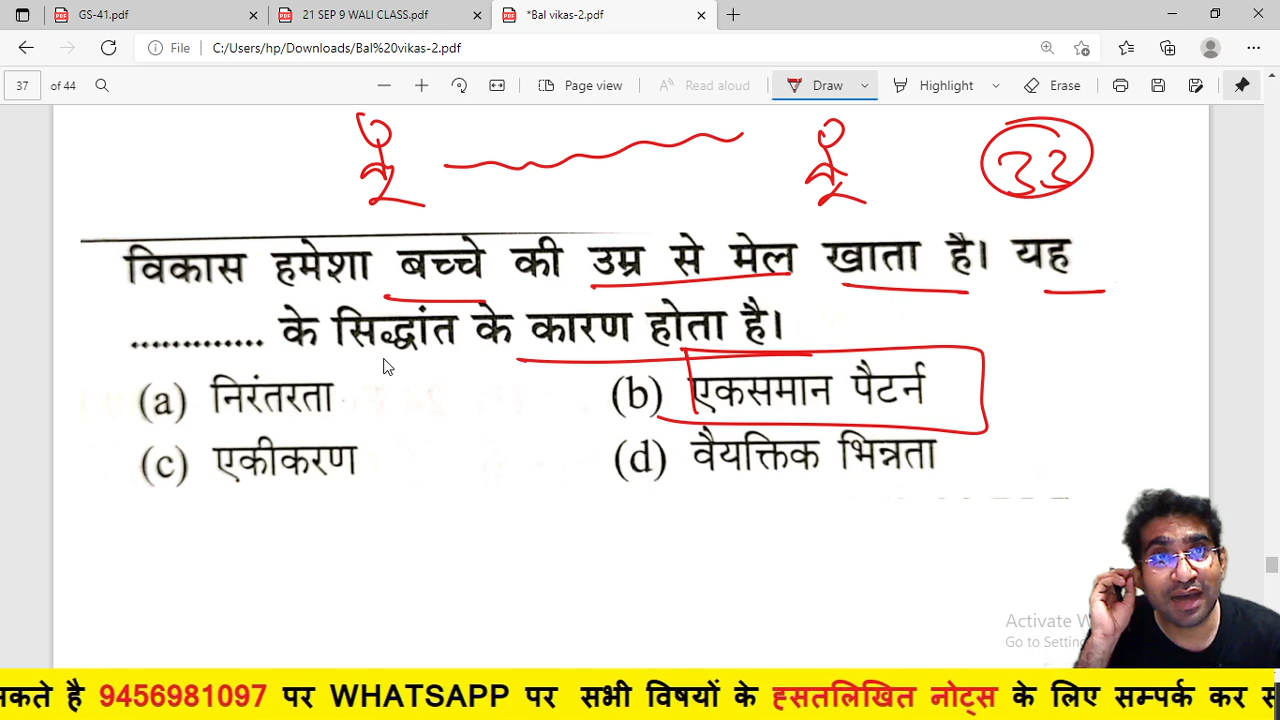 GS-41.pdf
21 SEP 9 WALI CLASS.pdf
*Bal vikas-2.pdf
File
C:/Users/hp/Downloads/Bal%20vikas-2.pdf
37 of 44
Page view
Read aloud
Draw
Highlight
Erase
33
विकास हमेशा बच्चे की उम्र से मेल खाता है। यह
............. के सिद्धांत के कारण होता है।
(a) निरंतरता
(b) एकसमान पैटर्न
(c) एकीकरण
(d) वैयक्तिक भिन्नता
Activate
Go to
सकते है 9456981097 पर WHATSAPP पर सभी विषयों के ह्सतलिखित नोट्स के लिए सम्पर्क कर